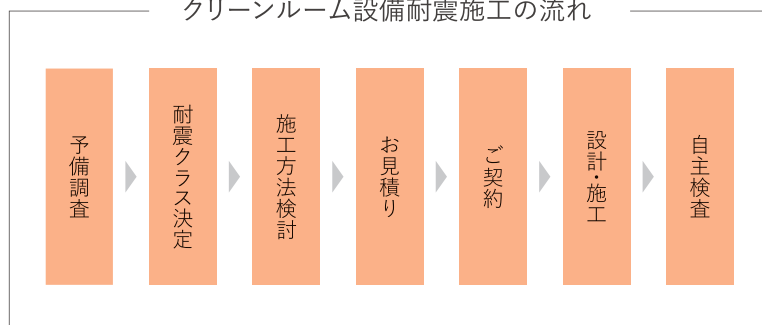 クリーンルーム設備耐震施工の流れ
予備調査
耐震クラス決定
施工方法検討
お見積り
ご契約
設計・施工
自主検査